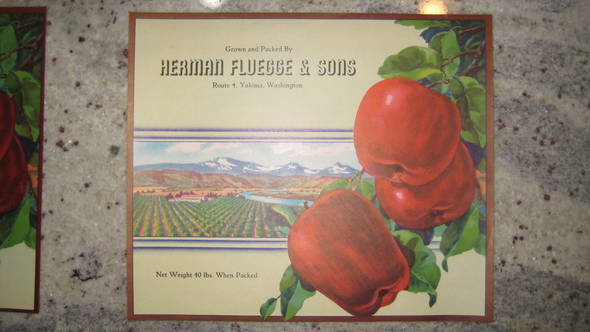 Grown and Packed By
HERMAN FLUEGGE & SONS
Route 4, Yakima, Washington
Net Weight 40 lbs. When Packed